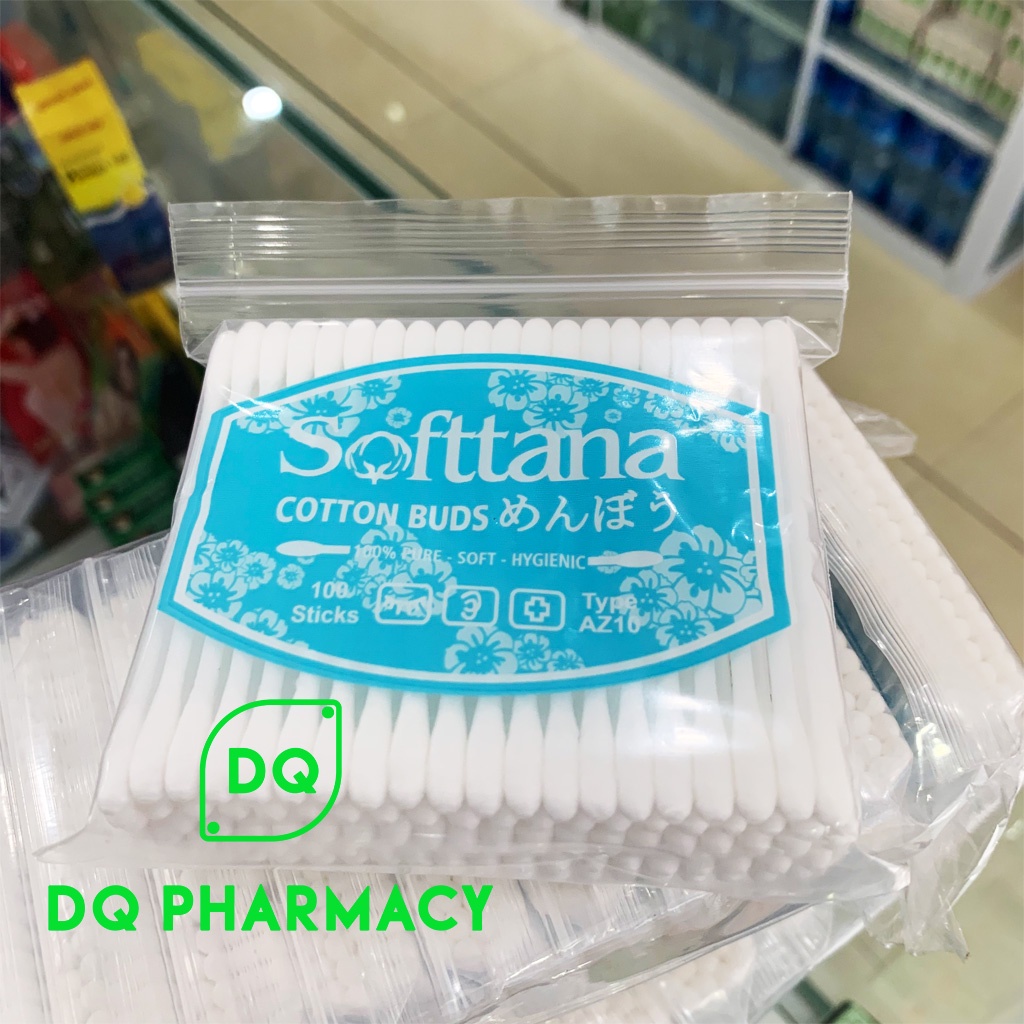 Softtana
COTTON BUDS めんぼう
100% PURE - SOFT - HYGIENIC
100
Sticks
Type
AZ10
DQ
DQ PHARMACY